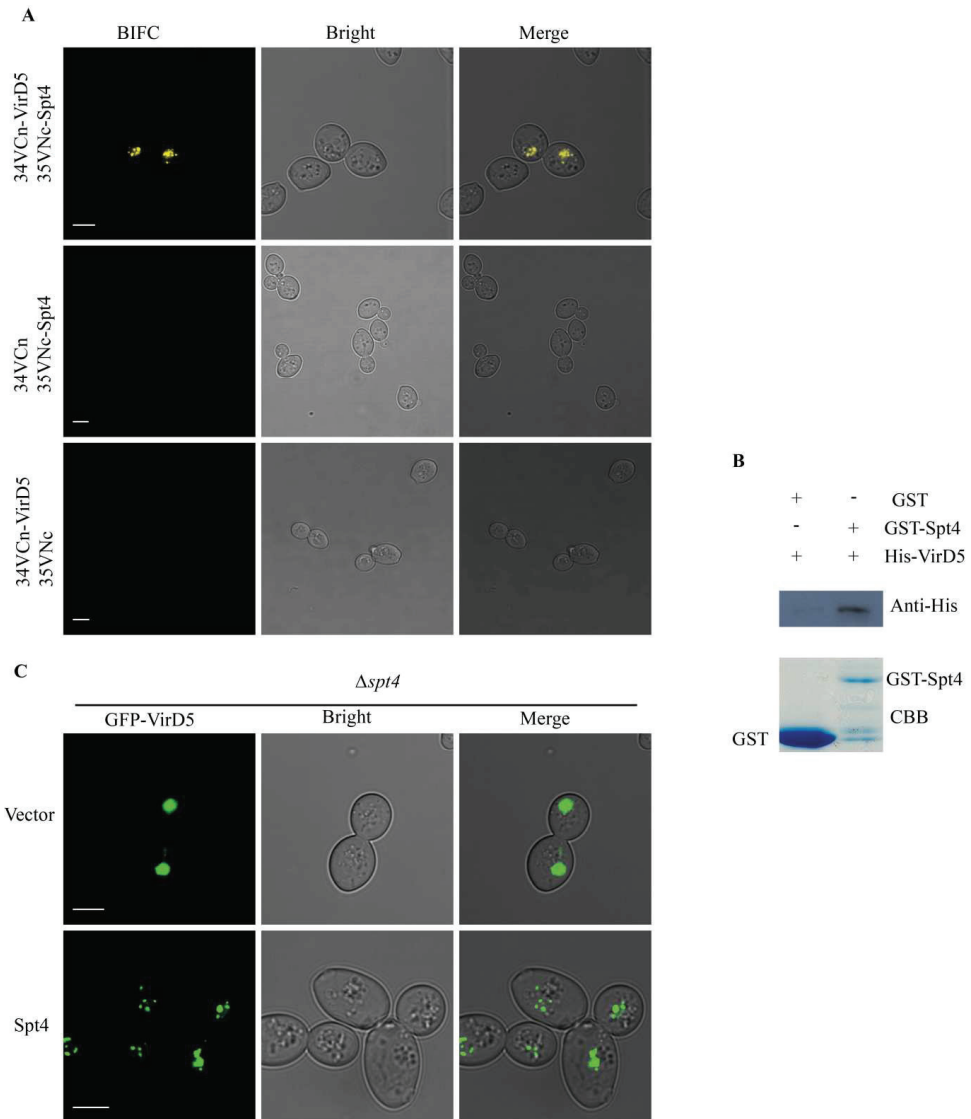 A
BIFC Bright Merge
34VCn-VirD5
35VNc-Spt4
34VCn
35VNc-Spt4
34VCn-VirD5
35VNc
B
+ - GST
- + GST-Spt4
+ + His-VirD5
Anti-His
GST-Spt4
CBB
GST
C
Δspt4
GFP-VirD5 Bright Merge
Vector
Spt4